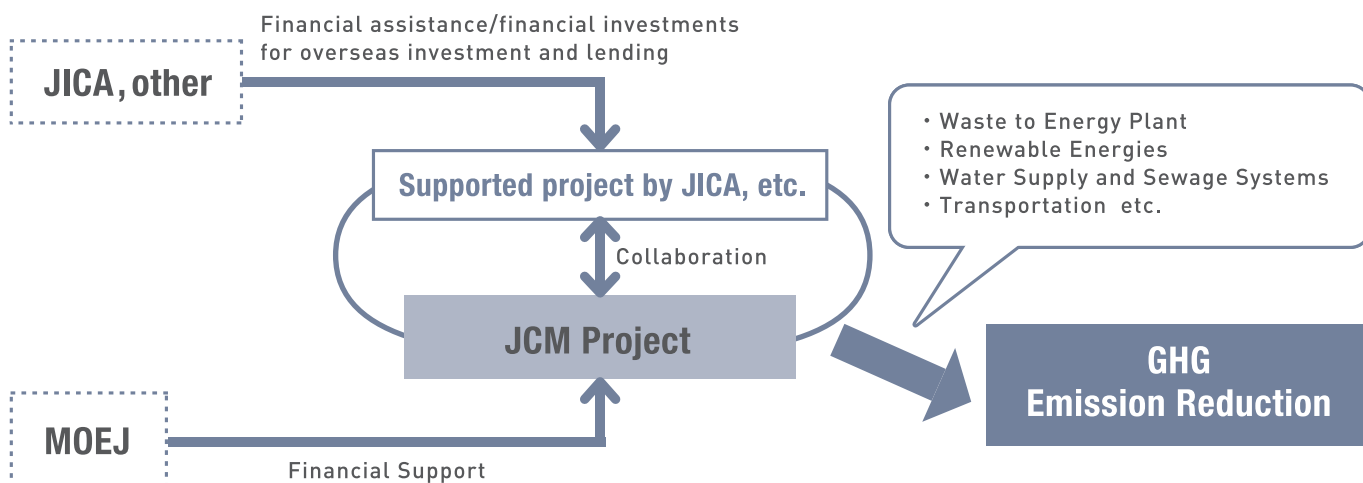 Financial assistance/financial investments
for overseas investment and lending
JICA, other
・Waste to Energy Plant
・Renewable Energies
・Water Supply and Sewage Systems
・Transportation etc.
Supported project by JICA, etc.
Collaboration
JCM Project
GHG
Emission Reduction
MOEJ
Financial Support